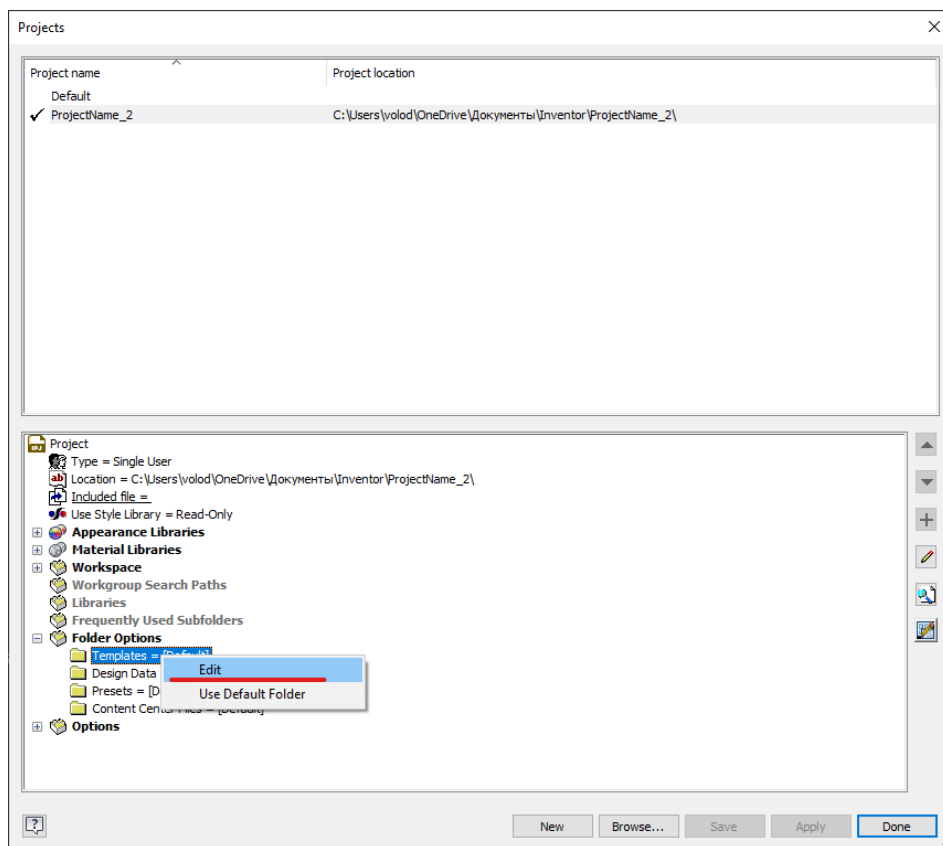 Projects
Project name Project location
Default
ProjectName_2 C:\Users\volod\OneDrive\Документы\Inventor\ProjectName_2\
Project
Type = Single User
Location = C:\Users\volod\OneDrive\Документы\Inventor\ProjectName_2\
Included file =
Use Style Library = Read-Only
Appearance Libraries
Material Libraries
Workspace
Workgroup Search Paths
Libraries
Frequently Used Subfolders
Folder Options
Templates = [Default]
Edit
Design Data
Presets = [D
Use Default Folder
Content Center Files = [Default]
Options
New Browse... Save Apply Done